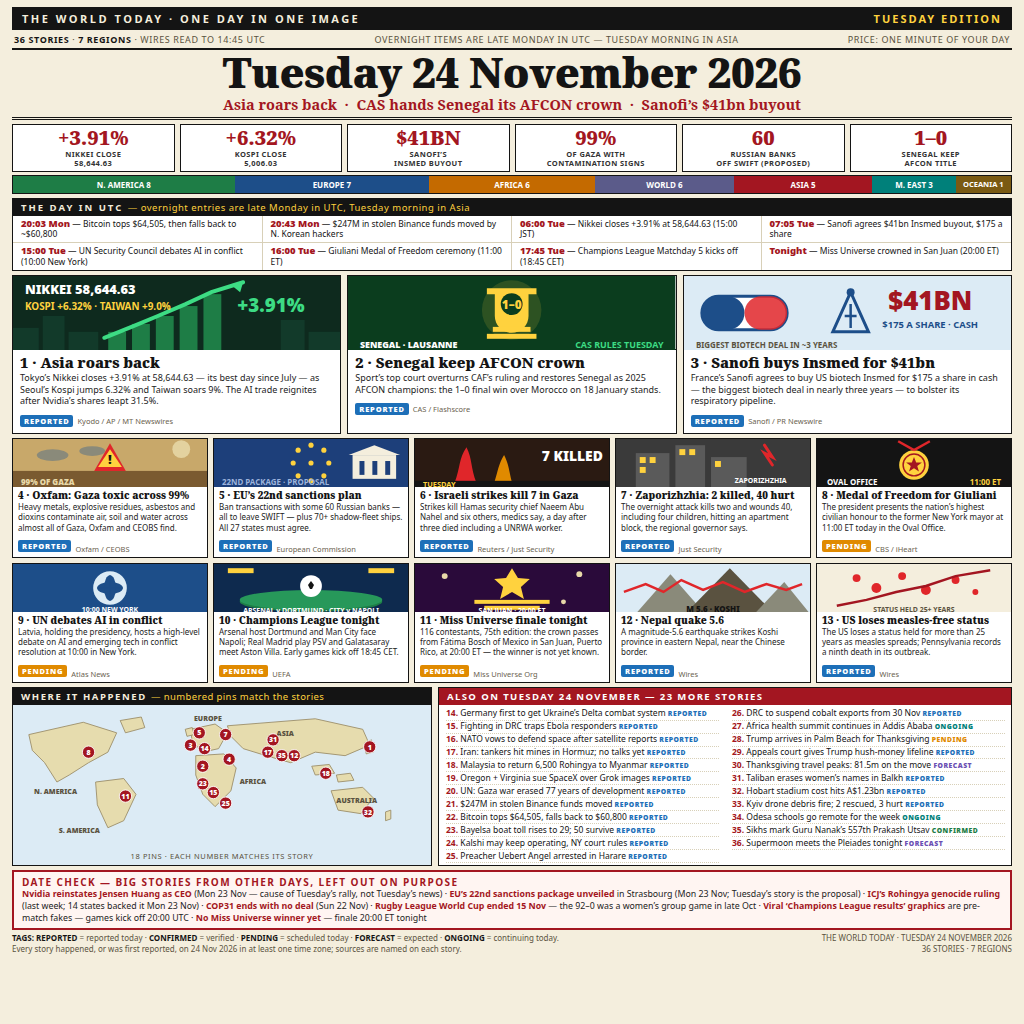 THE WORLD TODAY · ONE DAY IN ONE IMAGE
TUESDAY EDITION
36 STORIES · 7 REGIONS · WIRES READ TO 14:45 UTC
OVERNIGHT ITEMS ARE LATE MONDAY IN UTC — TUESDAY MORNING IN ASIA
PRICE: ONE MINUTE OF YOUR DAY
Tuesday 24 November 2026
Asia roars back · CAS hands Senegal its AFCON crown · Sanofi's $41bn buyout
+3.91%
NIKKEI CLOSE
58,644.63
+6.32%
KOSPI CLOSE
5,006.03
$41BN
SANOFI'S
INSMED BUYOUT
99%
OF GAZA WITH
CONTAMINATION SIGNS
60
RUSSIAN BANKS
OFF SWIFT (PROPOSED)
1–0
SENEGAL KEEP
AFCON TITLE
N. AMERICA 8
EUROPE 7
AFRICA 6
WORLD 6
ASIA 5
M. EAST 3
OCEANIA 1
THE DAY IN UTC — overnight entries are late Monday in UTC, Tuesday morning in Asia
20:03 Mon — Bitcoin tops $64,505, then falls back to
~$60,800
20:43 Mon — $247M in stolen Binance funds moved by
N. Korean hackers
06:00 Tue — Nikkei closes +3.91% at 58,644.63 (15:00
JST)
07:05 Tue — Sanofi agrees $41bn Insmed buyout, $175 a
share
15:00 Tue — UN Security Council debates AI in conflict
(10:00 New York)
16:00 Tue — Giuliani Medal of Freedom ceremony (11:00
ET)
17:45 Tue — Champions League Matchday 5 kicks off
(18:45 CET)
Tonight — Miss Universe crowned in San Juan (20:00 ET)
NIKKEI 58,644.63
KOSPI +6.32% · TAIWAN +9.0%
+3.91%
1 · Asia roars back
Tokyo's Nikkei closes +3.91% at 58,644.63 — its best day since July — as
Seoul's Kospi jumps 6.32% and Taiwan soars 9%. The AI trade reignites
after Nvidia's shares leapt 31.5%.
REPORTED Kyodo / AP / MT Newswires
1–0
SENEGAL · LAUSANNE
CAS RULES TUESDAY
2 · Senegal keep AFCON crown
Sport's top court overturns CAF's ruling and restores Senegal as 2025
AFCON champions: the 1–0 final win over Morocco on 18 January stands.
REPORTED CAS / Flashscore
$41BN
$175 A SHARE · CASH
BIGGEST BIOTECH DEAL IN ~3 YEARS
3 · Sanofi buys Insmed for $41bn
France's Sanofi agrees to buy US biotech Insmed for $175 a share in cash
— the biggest biotech deal in nearly three years — to bolster its
respiratory pipeline.
REPORTED Sanofi / PR Newswire
!
99% OF GAZA
4 · Oxfam: Gaza toxic across 99%
Heavy metals, explosive residues, asbestos and
dioxins contaminate air, soil and water across
almost all of Gaza, Oxfam and CEOBS find.
REPORTED Oxfam / CEOBS
22ND PACKAGE · PROPOSAL
5 · EU's 22nd sanctions plan
Ban transactions with some 60 Russian banks —
all to leave SWIFT — plus 70+ shadow-fleet ships.
All 27 states must agree.
REPORTED European Commission
7 KILLED
TUESDAY
6 · Israeli strikes kill 7 in Gaza
Strikes kill Hamas security chief Naeem Abu
Nahel and six others, medics say, a day after
three died including a UNRWA worker.
REPORTED Reuters / Just Security
ZAPORIZHZHIA
7 · Zaporizhzhia: 2 killed, 40 hurt
The overnight attack kills two and wounds 40,
including four children, hitting an apartment
block, the regional governor says.
REPORTED Just Security
OVAL OFFICE
11:00 ET
8 · Medal of Freedom for Giuliani
The president presents the nation's highest
civilian honour to the former New York mayor at
11:00 ET today in the Oval Office.
PENDING CBS / iHeart
10:00 NEW YORK
9 · UN debates AI in conflict
Latvia, holding the presidency, hosts a high-level
debate on AI and emerging tech in conflict
resolution at 10:00 in New York.
PENDING Atlas News
ARSENAL v DORTMUND · CITY v NAPOLI
10 · Champions League tonight
Arsenal host Dortmund and Man City face
Napoli; Real Madrid play PSV and Galatasaray
meet Aston Villa. Early games kick off 18:45 CET.
PENDING UEFA
SAN JUAN · 20:00 ET
11 · Miss Universe finale tonight
116 contestants, 75th edition: the crown passes
from Fátima Bosch of Mexico in San Juan, Puerto
Rico, at 20:00 ET — the winner is not yet known.
PENDING Miss Universe Org
M 5.6 · KOSHI
12 · Nepal quake 5.6
A magnitude-5.6 earthquake strikes Koshi
province in eastern Nepal, near the Chinese
border.
REPORTED Wires
STATUS HELD 25+ YEARS
13 · US loses measles-free status
The US loses a status held for more than 25
years as measles spreads; Pennsylvania records
a ninth death in its outbreak.
REPORTED Wires
WHERE IT HAPPENED — numbered pins match the stories
EUROPE
ASIA
N. AMERICA
AFRICA
AUSTRALIA
S. AMERICA
8
11
5
3
14
7
2
4
31
17
35
12
1
18
23
15
25
32
18 PINS · EACH NUMBER MATCHES ITS STORY
ALSO ON TUESDAY 24 NOVEMBER — 23 MORE STORIES
14. Germany first to get Ukraine's Delta combat system REPORTED
15. Fighting in DRC traps Ebola responders REPORTED
16. NATO vows to defend space after satellite reports REPORTED
17. Iran: tankers hit mines in Hormuz; no talks yet REPORTED
18. Malaysia to return 6,500 Rohingya to Myanmar REPORTED
19. Oregon + Virginia sue SpaceX over Grok images REPORTED
20. UN: Gaza war erased 77 years of development REPORTED
21. $247M in stolen Binance funds moved REPORTED
22. Bitcoin tops $64,505, falls back to $60,800 REPORTED
23. Bayelsa boat toll rises to 29; 50 survive REPORTED
24. Kalshi may keep operating, NY court rules REPORTED
25. Preacher Uebert Angel arrested in Harare REPORTED
26. DRC to suspend cobalt exports from 30 Nov REPORTED
27. Africa health summit continues in Addis Ababa ONGOING
28. Trump arrives in Palm Beach for Thanksgiving PENDING
29. Appeals court gives Trump hush-money lifeline REPORTED
30. Thanksgiving travel peaks: 81.5m on the move FORECAST
31. Taliban erases women's names in Balkh REPORTED
32. Hobart stadium cost hits A$1.23bn REPORTED
33. Kyiv drone debris fire; 2 rescued, 3 hurt REPORTED
34. Odesa schools go remote for the week ONGOING
35. Sikhs mark Guru Nanak's 557th Prakash Utsav CONFIRMED
36. Supermoon meets the Pleiades tonight FORECAST
DATE CHECK — BIG STORIES FROM OTHER DAYS, LEFT OUT ON PURPOSE
Nvidia reinstates Jensen Huang as CEO (Mon 23 Nov — cause of Tuesday's rally, not Tuesday's news) · EU's 22nd sanctions package unveiled in Strasbourg (Mon 23 Nov; Tuesday's story is the proposal) · ICJ's Rohingya genocide ruling
(last week; 14 states backed it Mon 23 Nov) · COP31 ends with no deal (Sun 22 Nov) · Rugby League World Cup ended 15 Nov — the 92–0 was a women's group game in late Oct · Viral 'Champions League results' graphics are pre-
match fakes — games kick off 20:00 UTC · No Miss Universe winner yet — finale 20:00 ET tonight
TAGS: REPORTED = reported today · CONFIRMED = verified · PENDING = scheduled today · FORECAST = expected · ONGOING = continuing today.
Every story happened, or was first reported, on 24 Nov 2026 in at least one time zone; sources are named on each story.
THE WORLD TODAY · TUESDAY 24 NOVEMBER 2026
36 STORIES · 7 REGIONS